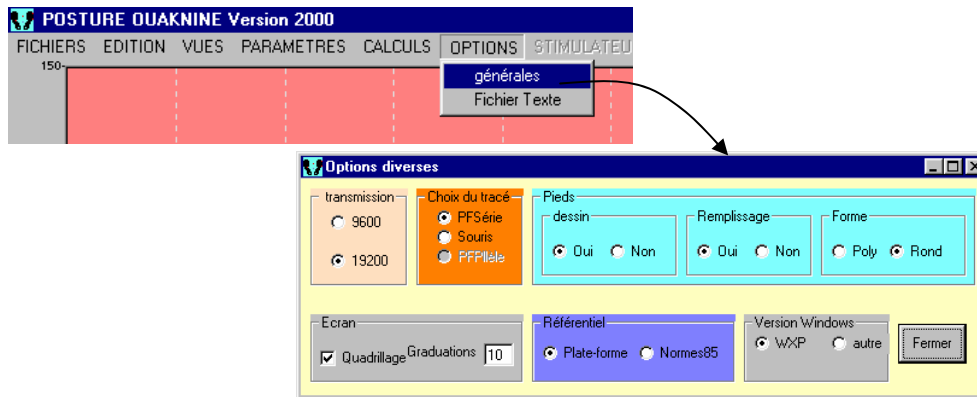 POSTURE OUAKNINE Version 2000
FICHIERS EDITION VUES PARAMETRES CALCULS OPTIONS STIMULATEU
150-
générales
Fichier Texte
Options diverses
transmission
9600
19200
Choix du tracé
PFSérie
Souris
PFPllèle
Pieds
dessin
Oui Non
Remplissage
Oui Non
Forme
Poly Rond
Ecran
Quadrillage Graduations 10
Référentiel
Plate-forme Normes85
Version Windows
WXP autre
Fermer